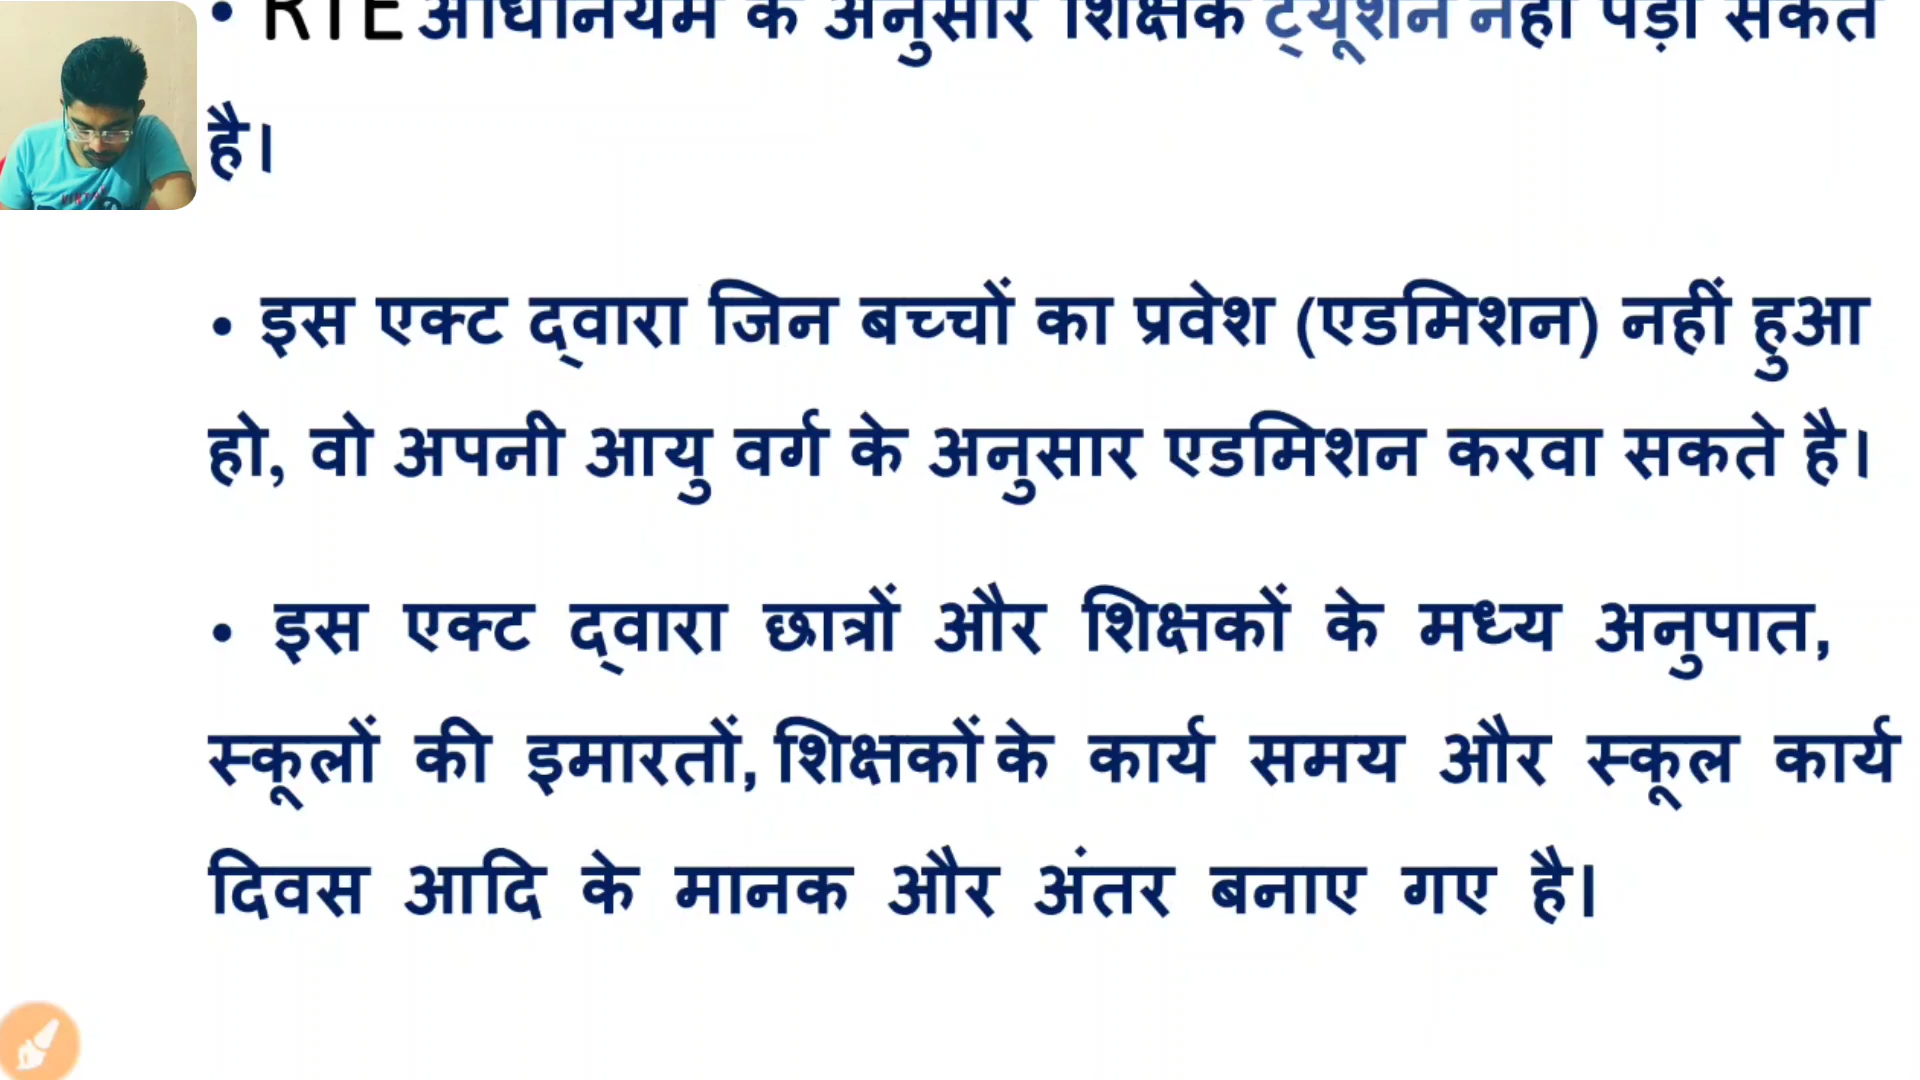 • RTE अधिनियम के अनुसार शिक्षक ट्यूशन नहीं पड़ा सकते
है।
• इस एक्ट द्वारा जिन बच्चों का प्रवेश (एडमिशन) नहीं हुआ
हो, वो अपनी आयु वर्ग के अनुसार एडमिशन करवा सकते है।
• इस एक्ट द्वारा छात्रों और शिक्षकों के मध्य अनुपात,
स्कूलों की इमारतों, शिक्षकों के कार्य समय और स्कूल कार्य
दिवस आदि के मानक और अंतर बनाए गए है।